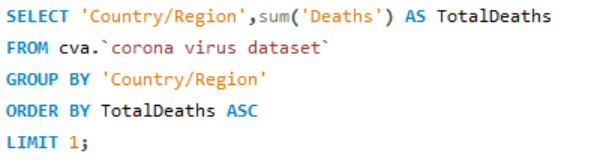 SELECT 'Country/Region',sum('Deaths') AS TotalDeaths
FROM cva.`corona virus dataset`
GROUP BY 'Country/Region'
ORDER BY TotalDeaths ASC
LIMIT 1;